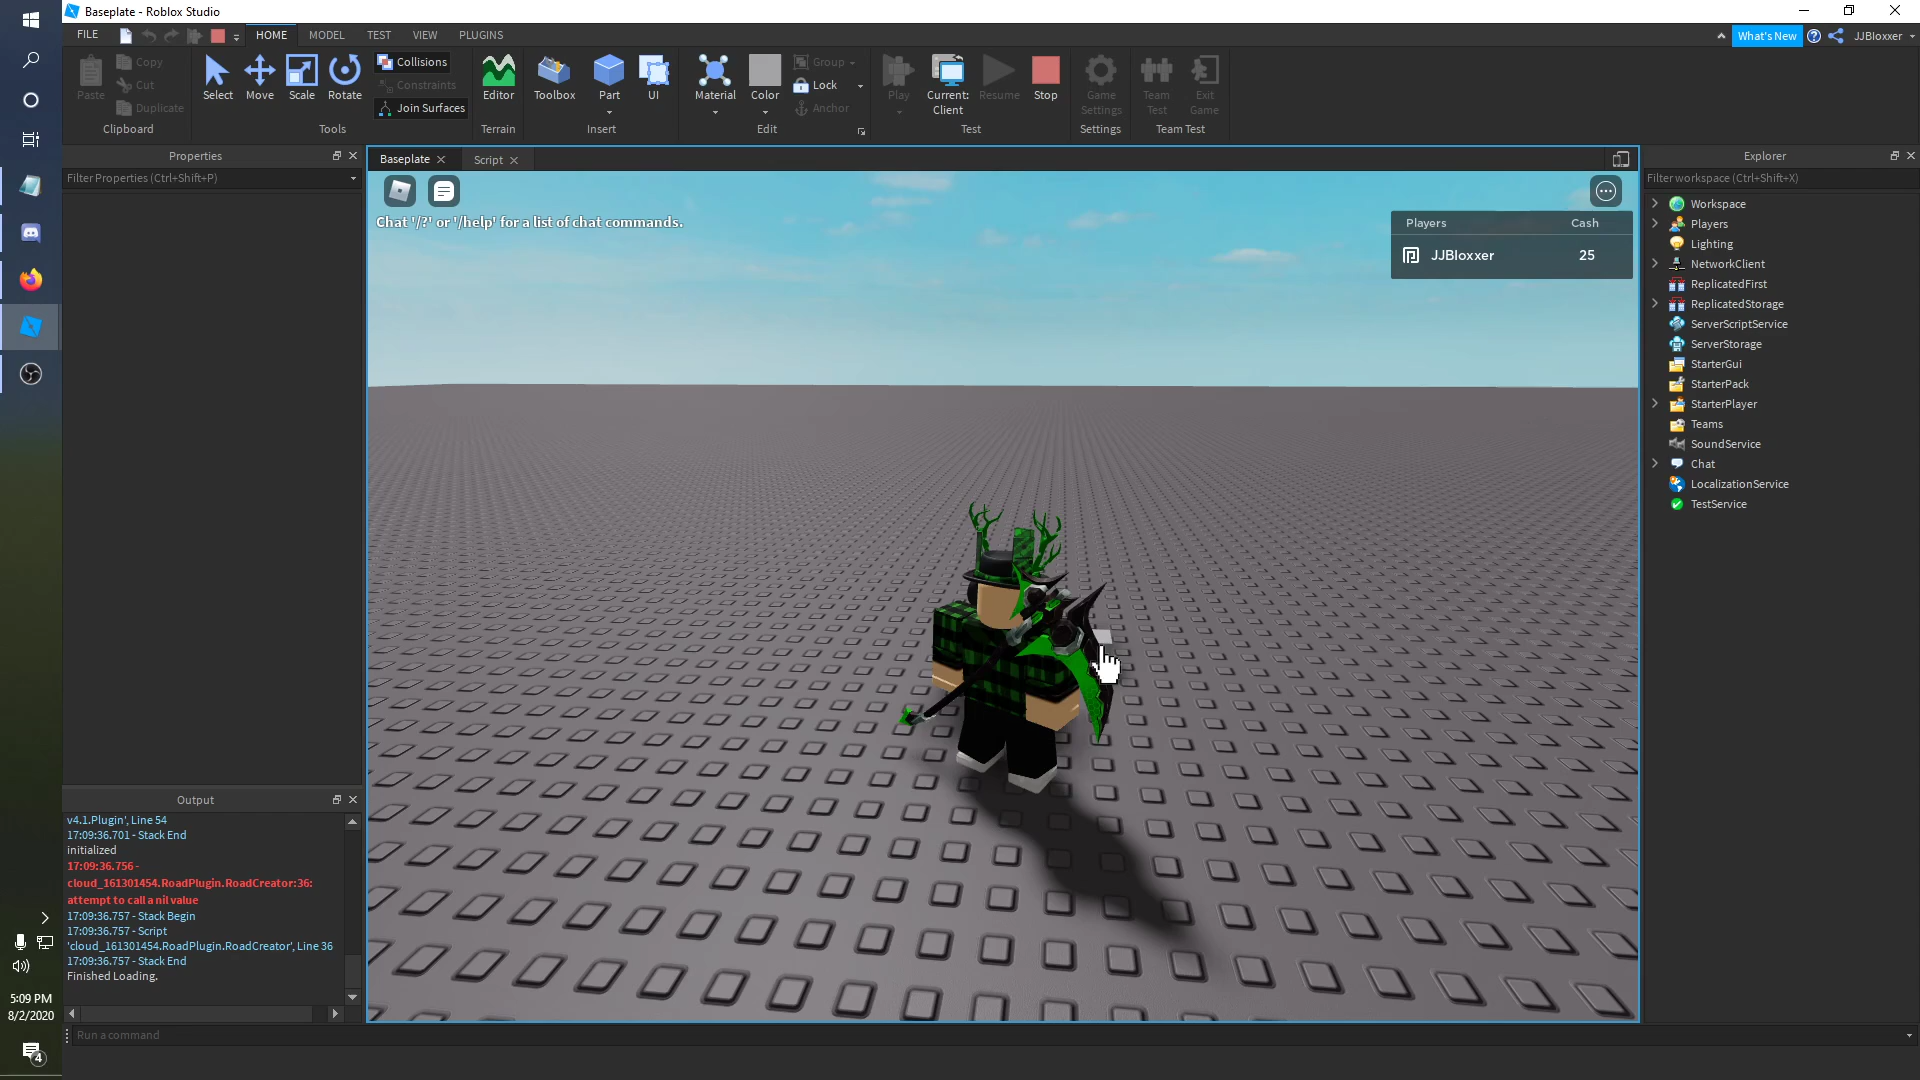 Baseplate - Roblox Studio
FILE HOME MODEL TEST VIEW PLUGINS What's New JJBloxxer
Paste Copy Cut Duplicate
Select Move Scale Rotate
Collisions
Constraints
Join Surfaces
Editor Toolbox Part UI
Material Color
Group
Lock
Anchor
Play Current: Client Resume Stop
Game Settings Team Test Exit Game
Clipboard Tools Terrain Insert Edit Test Settings Team Test
Properties
Filter Properties (Ctrl+Shift+P)
Baseplate Script
Chat '/?' or '/help' for a list of chat commands.
Players Cash
JJBloxxer 25
Explorer
Filter workspace (Ctrl+Shift+X)
Workspace
Players
Lighting
NetworkClient
ReplicatedFirst
ReplicatedStorage
ServerScriptService
ServerStorage
StarterGui
StarterPack
StarterPlayer
Teams
SoundService
Chat
LocalizationService
TestService
Output
v4.1.Plugin', Line 54
17:09:36.701 - Stack End
initialized
17:09:36.756 -
cloud_161301454.RoadPlugin.RoadCreator:36:
attempt to call a nil value
17:09:36.757 - Stack Begin
17:09:36.757 - Script
'cloud_161301454.RoadPlugin.RoadCreator', Line 36
17:09:36.757 - Stack End
Finished Loading.
Run a command
5:09 PM
8/2/2020
4